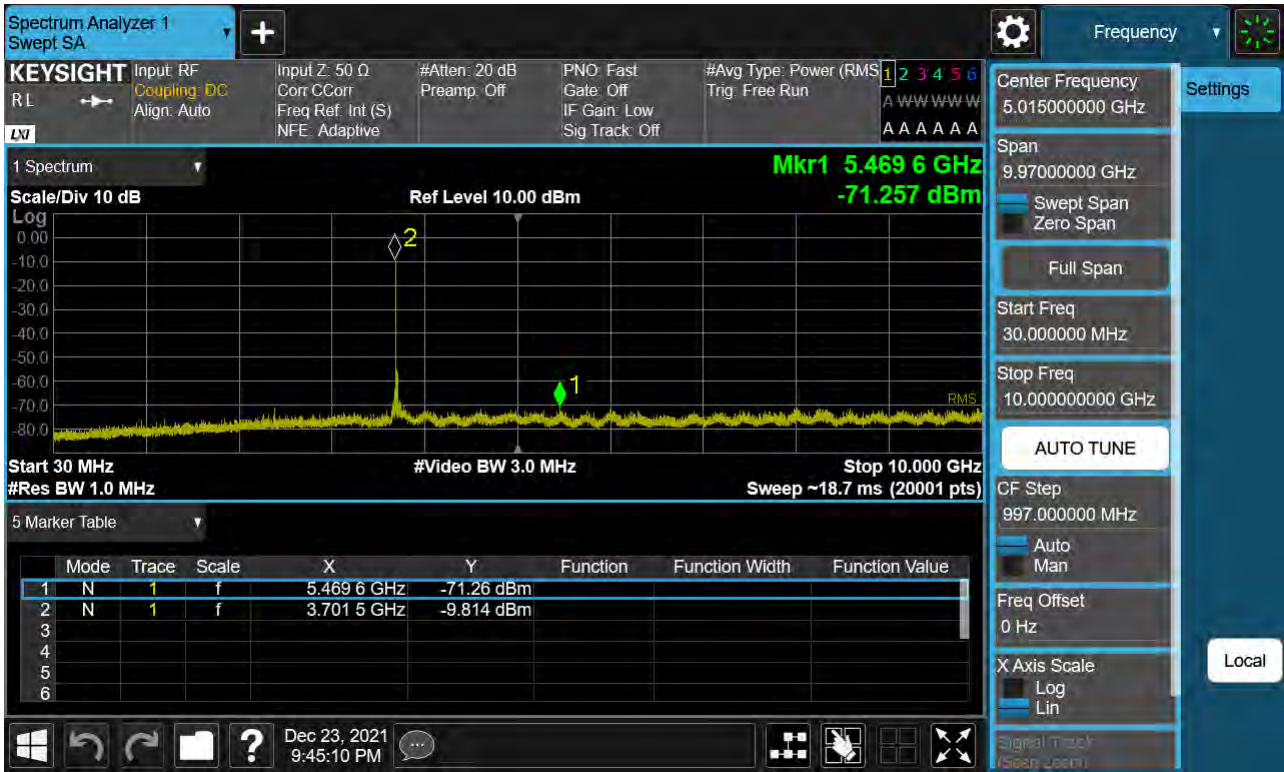 Spectrum Analyzer 1
Swept SA
Frequency
KEYSIGHT
RL
LXI
Input: RF
Coupling: DC
Align: Auto
Input Z: 50 Ω
Corr CCorr
Freq Ref: Int (S)
NFE: Adaptive
#Atten: 20 dB
Preamp: Off
PNO: Fast
Gate: Off
IF Gain: Low
Sig Track: Off
#Avg Type: Power (RMS
Trig: Free Run
1 2 3 4 5 6
A W W W W W
A A A A A A
1 Spectrum
Scale/Div 10 dB
Ref Level 10.00 dBm
Mkr1 5.469 6 GHz
-71.257 dBm
Log
0.00
-10.0
-20.0
-30.0
-40.0
-50.0
-60.0
-70.0
-80.0
2
1
RMS
Start 30 MHz
#Video BW 3.0 MHz
Stop 10.000 GHz
#Res BW 1.0 MHz
Sweep ~18.7 ms (20001 pts)
5 Marker Table
Mode Trace Scale X Y Function Function Width Function Value
1 N 1 f 5.469 6 GHz -71.26 dBm
2 N 1 f 3.701 5 GHz -9.814 dBm
3
4
5
6
Dec 23, 2021
9:45:10 PM
Center Frequency
5.015000000 GHz
Span
9.97000000 GHz
Swept Span
Zero Span
Full Span
Start Freq
30.000000 MHz
Stop Freq
10.000000000 GHz
AUTO TUNE
CF Step
997.000000 MHz
Auto
Man
Freq Offset
0 Hz
X Axis Scale
Log
Lin
Signal Track
(Span Zoom)
Settings
Local